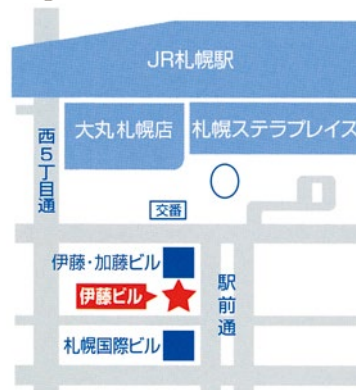 JR札幌駅
大丸札幌店
札幌ステラプレイス
西5丁目通
交番
伊藤・加藤ビル
伊藤ビル
駅前通
札幌国際ビル